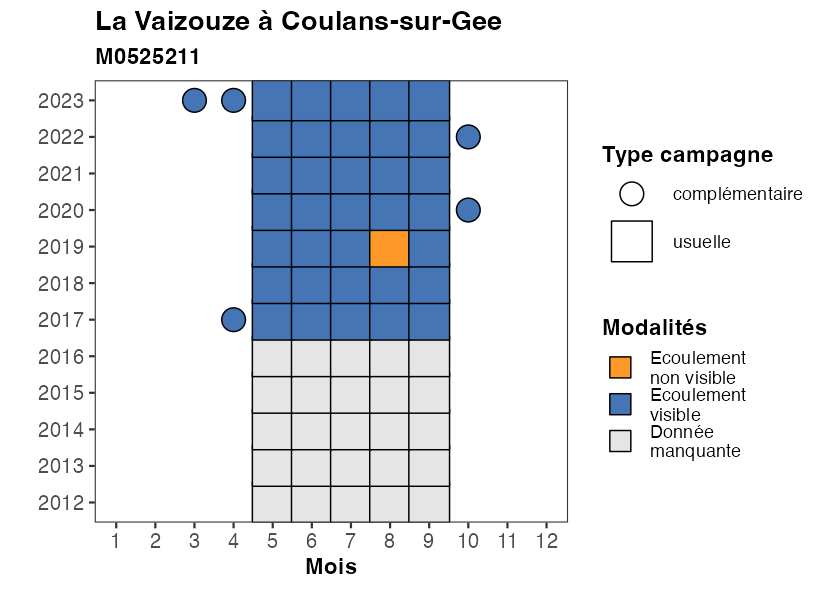 La Vaizouze à Coulans-sur-Gee
M0525211
2023
2022
2021
2020
2019
2018
2017
2016
2015
2014
2013
2012
1 2 3 4 5 6 7 8 9 10 11 12
Mois
Type campagne
complémentaire
usuelle
Modalités
Ecoulement
non visible
Ecoulement
visible
Donnée
manquante